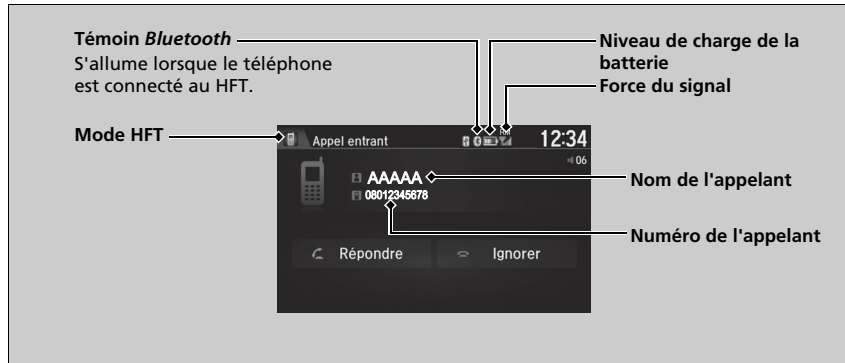 Témoin Bluetooth
S'allume lorsque le téléphone
est connecté au HFT.
Niveau de charge de la
batterie
Force du signal
Mode HFT
Appel entrant
12:34
06
AAAAA
08012345678
Nom de l'appelant
Numéro de l'appelant
Répondre
Ignorer